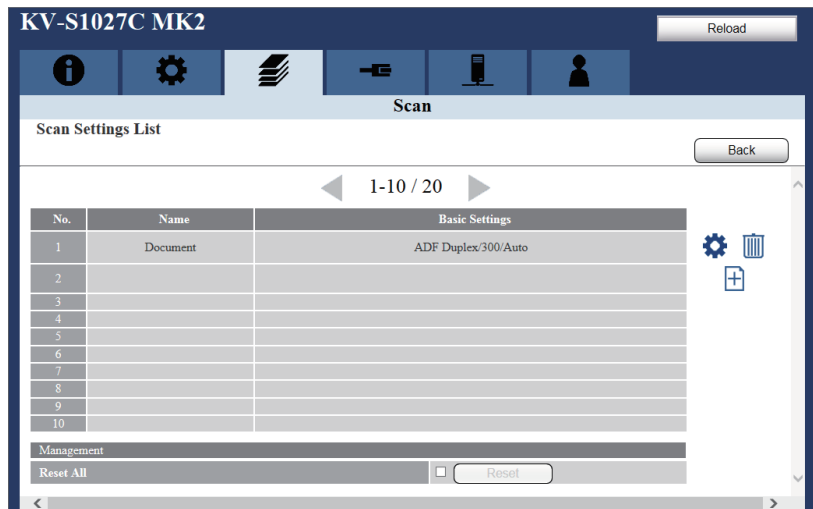 KV-S1027C MK2
Reload
Scan
Scan Settings List
Back
1-10 / 20
No. Name Basic Settings
1 Document ADF Duplex/300/Auto
2
3
4
5
6
7
8
9
10
Management
Reset All Reset